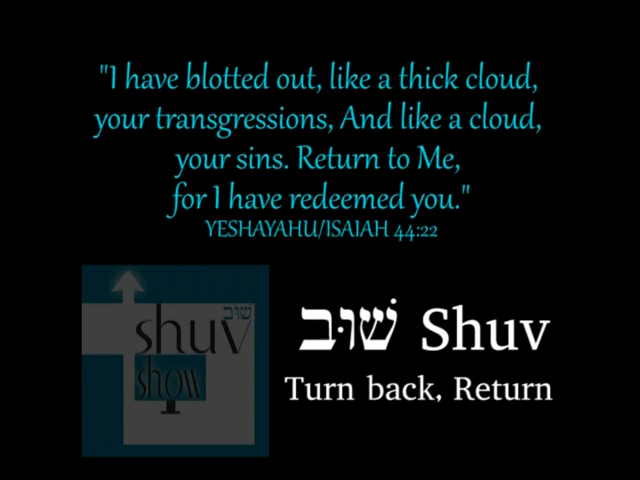 "I have blotted out, like a thick cloud,
your transgressions, And like a cloud,
your sins. Return to Me,
for I have redeemed you."
YESHAYAHU/ISAIAH 44:22
שוב
shuv
show
שׁוּב Shuv
Turn back, Return